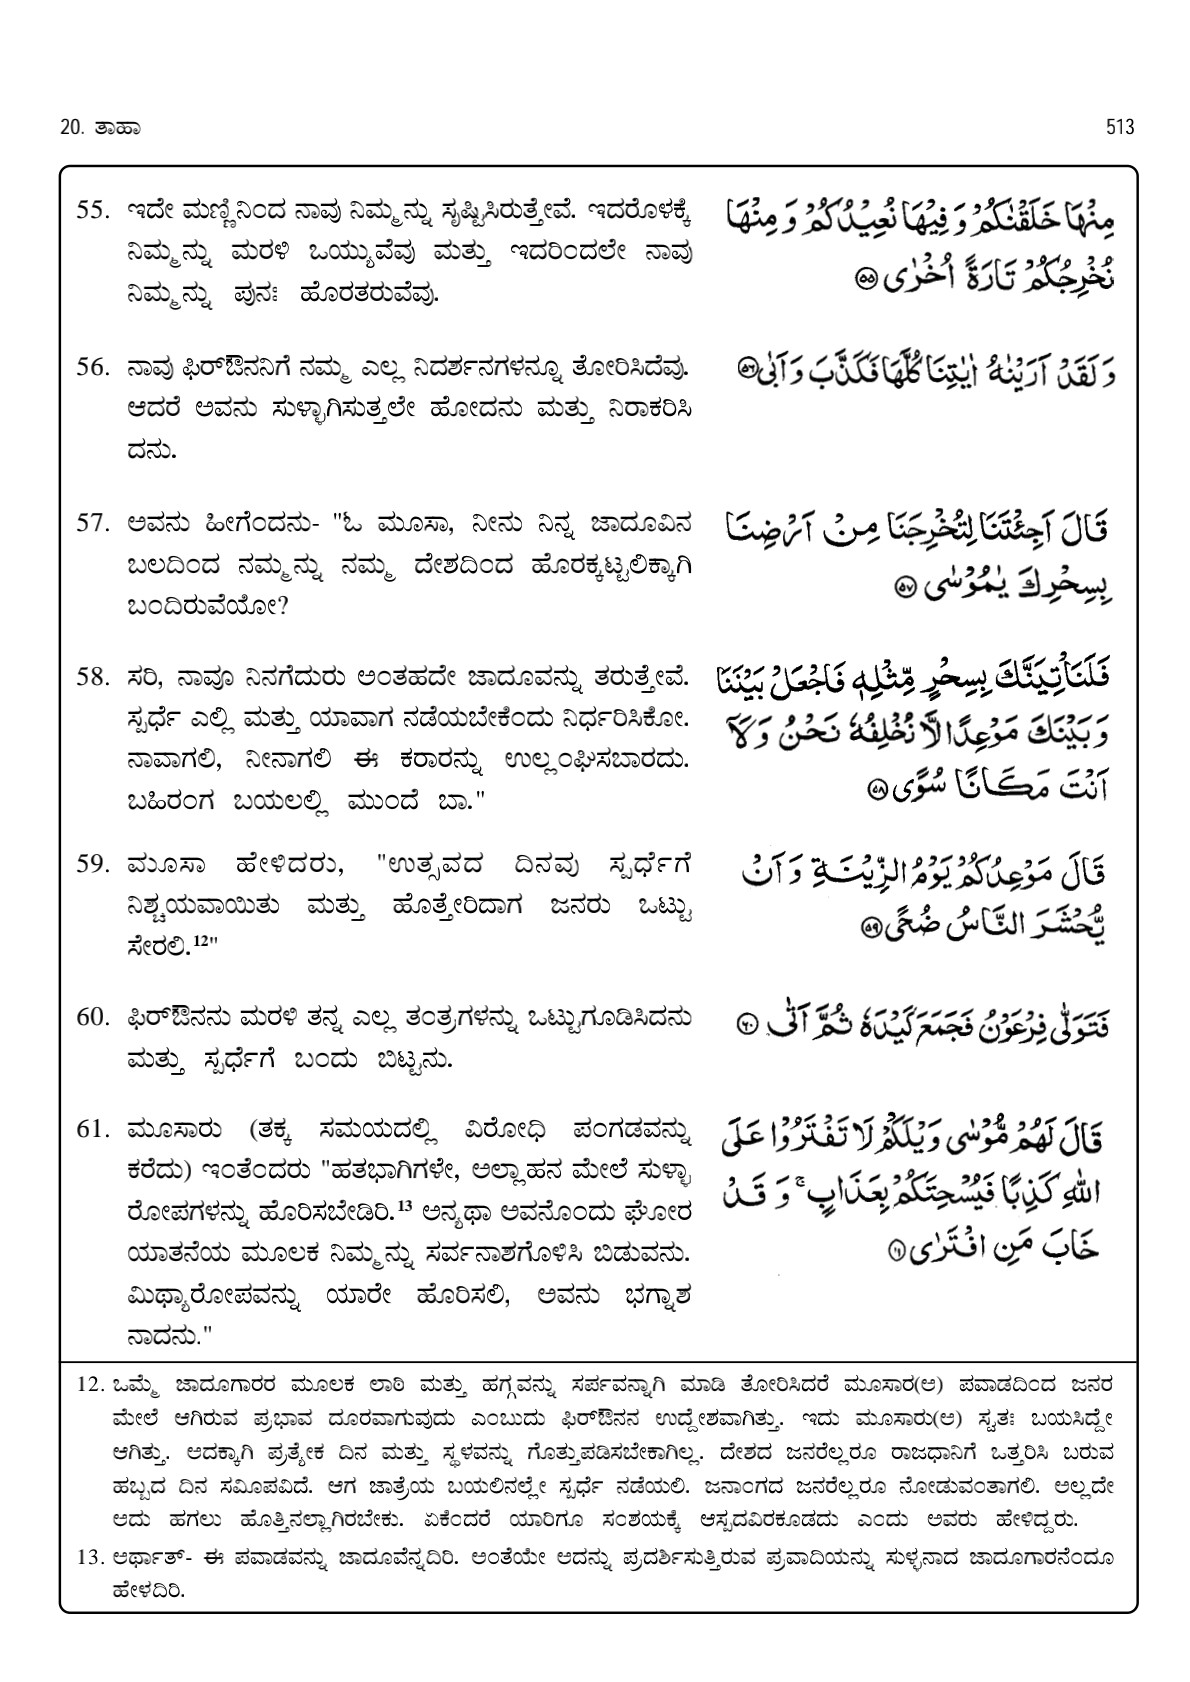 20. ತಾಹಾ
513
55. ಇದೇ ಮಣ್ಣಿನಿಂದ ನಾವು ನಿಮ್ಮನ್ನು ಸೃಷ್ಟಿಸಿರುತ್ತೇವೆ. ಇದರೊಳಕ್ಕೆ
ನಿಮ್ಮನ್ನು ಮರಳಿ ಒಯ್ಯುವೆವು ಮತ್ತು ಇದರಿಂದಲೇ ನಾವು
ನಿಮ್ಮನ್ನು ಪುನಃ ಹೊರತರುವೆವು.
مِنْهَا خَلَقْنٰكُمْ وَ فِيْهَا نُعِيْدُكُمْ وَ مِنْهَا
نُخْرِجُكُمْ تَارَةً اُخْرٰى ۝۵۵
56. ನಾವು ಫಿರ್‌ಔನನಿಗೆ ನಮ್ಮ ಎಲ್ಲ ನಿದರ್ಶನಗಳನ್ನೂ ತೋರಿಸಿದೆವು.
ಆದರೆ ಅವನು ಸುಳ್ಳಾಗಿಸುತ್ತಲೇ ಹೋದನು ಮತ್ತು ನಿರಾಕರಿಸಿ
ದನು.
وَ لَقَدْ اَرَيْنٰهُ اٰيٰتِنَا كُلَّهَا فَكَذَّبَ وَ اَبٰى ۝۵۶
57. ಅವನು ಹೀಗೆಂದನು- "ಓ ಮೂಸಾ, ನೀನು ನಿನ್ನ ಜಾದೂವಿನ
ಬಲದಿಂದ ನಮ್ಮನ್ನು ನಮ್ಮ ದೇಶದಿಂದ ಹೊರಕ್ಕಟ್ಟಲಿಕ್ಕಾಗಿ
ಬಂದಿರುವೆಯೋ?
قَالَ اَجِئْتَنَا لِتُخْرِجَنَا مِنْ اَرْضِنَا
بِسِحْرِكَ يٰمُوْسٰى ۝۵۷
58. ಸರಿ, ನಾವೂ ನಿನಗೆದುರು ಅಂತಹದೇ ಜಾದೂವನ್ನು ತರುತ್ತೇವೆ.
ಸ್ಪರ್ಧೆ ಎಲ್ಲಿ ಮತ್ತು ಯಾವಾಗ ನಡೆಯಬೇಕೆಂದು ನಿರ್ಧರಿಸಿಕೋ.
ನಾವಾಗಲಿ, ನೀನಾಗಲಿ ಈ ಕರಾರನ್ನು ಉಲ್ಲಂಘಿಸಬಾರದು.
ಬಹಿರಂಗ ಬಯಲಲ್ಲಿ ಮುಂದೆ ಬಾ."
فَلَنَاْتِيَنَّكَ بِسِحْرٍ مِّثْلِهٖ فَاجْعَلْ بَيْنَنَا
وَ بَيْنَكَ مَوْعِدًا لَّا نُخْلِفُهٗ نَحْنُ وَ لَاۤ
اَنْتَ مَكَانًا سُوًى ۝۵۸
59. ಮೂಸಾ ಹೇಳಿದರು, "ಉತ್ಸವದ ದಿನವು ಸ್ಪರ್ಧೆಗೆ
ನಿಶ್ಚಯವಾಯಿತು ಮತ್ತು ಹೊತ್ತೇರಿದಾಗ ಜನರು ಒಟ್ಟು
ಸೇರಲಿ.¹²"
قَالَ مَوْعِدُكُمْ يَوْمُ الزِّيْنَةِ وَ اَنْ
يُّحْشَرَ النَّاسُ ضُحًى ۝۵۹
60. ಫಿರ್‌ಔನನು ಮರಳಿ ತನ್ನ ಎಲ್ಲ ತಂತ್ರಗಳನ್ನು ಒಟ್ಟುಗೂಡಿಸಿದನು
ಮತ್ತು ಸ್ಪರ್ಧೆಗೆ ಬಂದು ಬಿಟ್ಟನು.
فَتَوَلّٰى فِرْعَوْنُ فَجَمَعَ كَيْدَهٗ ثُمَّ اَتٰى ۝۶۰
61. ಮೂಸಾರು (ತಕ್ಕ ಸಮಯದಲ್ಲಿ ವಿರೋಧಿ ಪಂಗಡವನ್ನು
ಕರೆದು) ಇಂತೆಂದರು "ಹತಭಾಗಿಗಳೇ, ಅಲ್ಲಾಹನ ಮೇಲೆ ಸುಳ್ಳಾ
ರೋಪಗಳನ್ನು ಹೊರಿಸಬೇಡಿರಿ.¹³ ಅನ್ಯಥಾ ಅವನೊಂದು ಘೋರ
ಯಾತನೆಯ ಮೂಲಕ ನಿಮ್ಮನ್ನು ಸರ್ವನಾಶಗೊಳಿಸಿ ಬಿಡುವನು.
ಮಿಥ್ಯಾರೋಪವನ್ನು ಯಾರೇ ಹೊರಿಸಲಿ, ಅವನು ಭಗ್ನಾಶ
ನಾದನು."
قَالَ لَهُمْ مُّوْسٰى وَيْلَكُمْ لَا تَفْتَرُوْا عَلَى
اللّٰهِ كَذِبًا فَيُسْحِتَكُمْ بِعَذَابٍ ۚ وَ قَدْ
خَابَ مَنِ افْتَرٰى ۝۶۱
12. ಒಮ್ಮೆ ಜಾದೂಗಾರರ ಮೂಲಕ ಲಾಠಿ ಮತ್ತು ಹಗ್ಗವನ್ನು ಸರ್ಪವನ್ನಾಗಿ ಮಾಡಿ ತೋರಿಸಿದರೆ ಮೂಸಾರ(ಅ) ಪವಾಡದಿಂದ ಜನರ
ಮೇಲೆ ಆಗಿರುವ ಪ್ರಭಾವ ದೂರವಾಗುವುದು ಎಂಬುದು ಫಿರ್‌ಔನನ ಉದ್ದೇಶವಾಗಿತ್ತು. ಇದು ಮೂಸಾರು(ಅ) ಸ್ವತಃ ಬಯಸಿದ್ದೇ
ಆಗಿತ್ತು. ಅದಕ್ಕಾಗಿ ಪ್ರತ್ಯೇಕ ದಿನ ಮತ್ತು ಸ್ಥಳವನ್ನು ಗೊತ್ತುಪಡಿಸಬೇಕಾಗಿಲ್ಲ. ದೇಶದ ಜನರೆಲ್ಲರೂ ರಾಜಧಾನಿಗೆ ಒತ್ತರಿಸಿ ಬರುವ
ಹಬ್ಬದ ದಿನ ಸಮೀಪವಿದೆ. ಆಗ ಜಾತ್ರೆಯ ಬಯಲಿನಲ್ಲೇ ಸ್ಪರ್ಧೆ ನಡೆಯಲಿ. ಜನಾಂಗದ ಜನರೆಲ್ಲರೂ ನೋಡುವಂತಾಗಲಿ. ಅಲ್ಲದೇ
ಅದು ಹಗಲು ಹೊತ್ತಿನಲ್ಲಾಗಿರಬೇಕು. ಏಕೆಂದರೆ ಯಾರಿಗೂ ಸಂಶಯಕ್ಕೆ ಆಸ್ಪದವಿರಕೂಡದು ಎಂದು ಅವರು ಹೇಳಿದ್ದರು.
13. ಅರ್ಥಾತ್- ಈ ಪವಾಡವನ್ನು ಜಾದೂವೆನ್ನದಿರಿ. ಅಂತೆಯೇ ಅದನ್ನು ಪ್ರದರ್ಶಿಸುತ್ತಿರುವ ಪ್ರವಾದಿಯನ್ನು ಸುಳ್ಳನಾದ ಜಾದೂಗಾರನೆಂದೂ
ಹೇಳದಿರಿ.